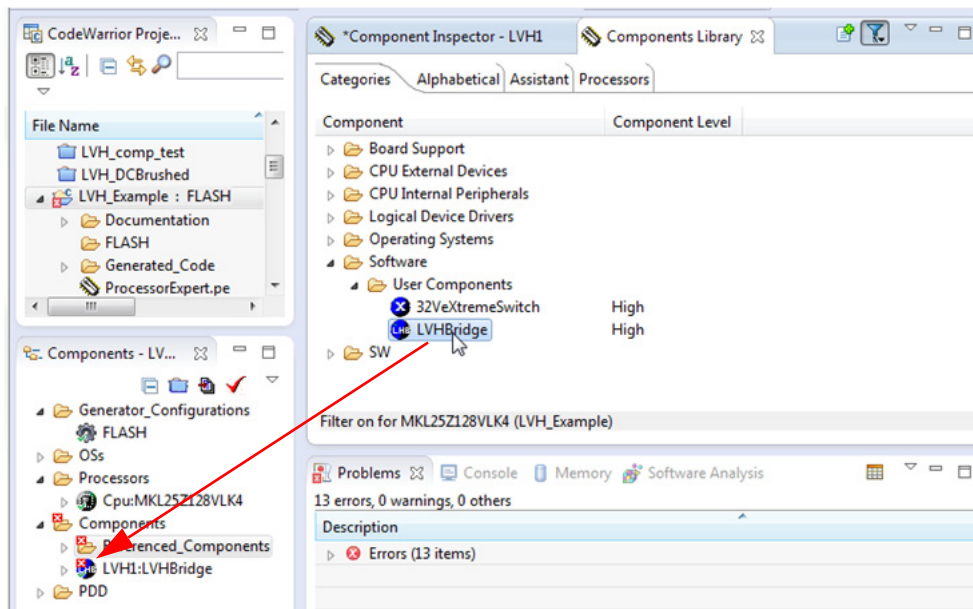 CodeWarrior Proje...
File Name
LVH_comp_test
LVH_DCBrushed
LVH_Example : FLASH
Documentation
FLASH
Generated_Code
ProcessorExpert.pe
Components - LV...
Generator_Configurations
FLASH
OSs
Processors
Cpu:MKL25Z128VLK4
Components
Referenced_Components
LVH1:LVHBridge
PDD
*Component Inspector - LVH1
Components Library
Categories Alphabetical Assistant Processors
Component Component Level
Board Support
CPU External Devices
CPU Internal Peripherals
Logical Device Drivers
Operating Systems
Software
User Components
32VeXtremeSwitch High
LVHBridge High
SW
Filter on for MKL25Z128VLK4 (LVH_Example)
Problems Console Memory Software Analysis
13 errors, 0 warnings, 0 others
Description
Errors (13 items)